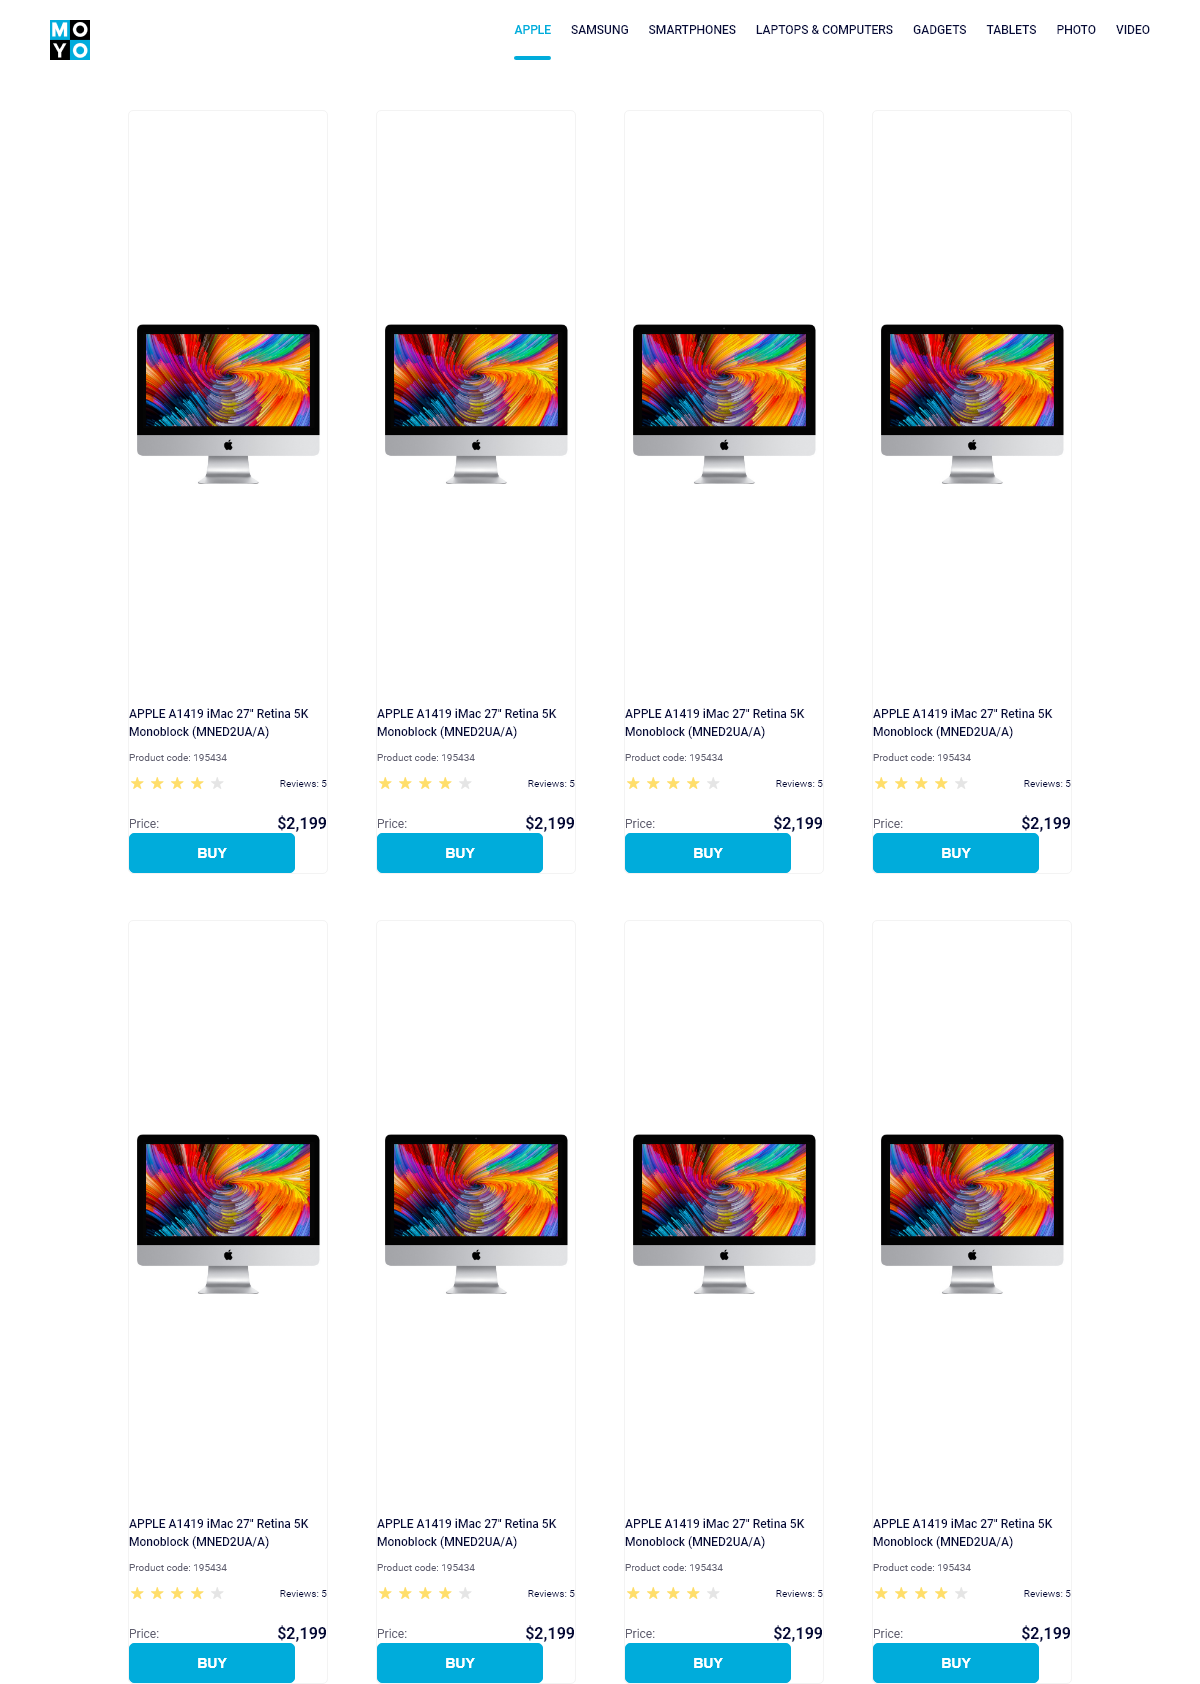 MO
YO
APPLE SAMSUNG SMARTPHONES LAPTOPS & COMPUTERS GADGETS TABLETS PHOTO VIDEO
APPLE A1419 iMac 27" Retina 5K
Monoblock (MNED2UA/A)
Product code: 195434
Reviews: 5
Price: $2,199
BUY
APPLE A1419 iMac 27" Retina 5K
Monoblock (MNED2UA/A)
Product code: 195434
Reviews: 5
Price: $2,199
BUY
APPLE A1419 iMac 27" Retina 5K
Monoblock (MNED2UA/A)
Product code: 195434
Reviews: 5
Price: $2,199
BUY
APPLE A1419 iMac 27" Retina 5K
Monoblock (MNED2UA/A)
Product code: 195434
Reviews: 5
Price: $2,199
BUY
APPLE A1419 iMac 27" Retina 5K
Monoblock (MNED2UA/A)
Product code: 195434
Reviews: 5
Price: $2,199
BUY
APPLE A1419 iMac 27" Retina 5K
Monoblock (MNED2UA/A)
Product code: 195434
Reviews: 5
Price: $2,199
BUY
APPLE A1419 iMac 27" Retina 5K
Monoblock (MNED2UA/A)
Product code: 195434
Reviews: 5
Price: $2,199
BUY
APPLE A1419 iMac 27" Retina 5K
Monoblock (MNED2UA/A)
Product code: 195434
Reviews: 5
Price: $2,199
BUY